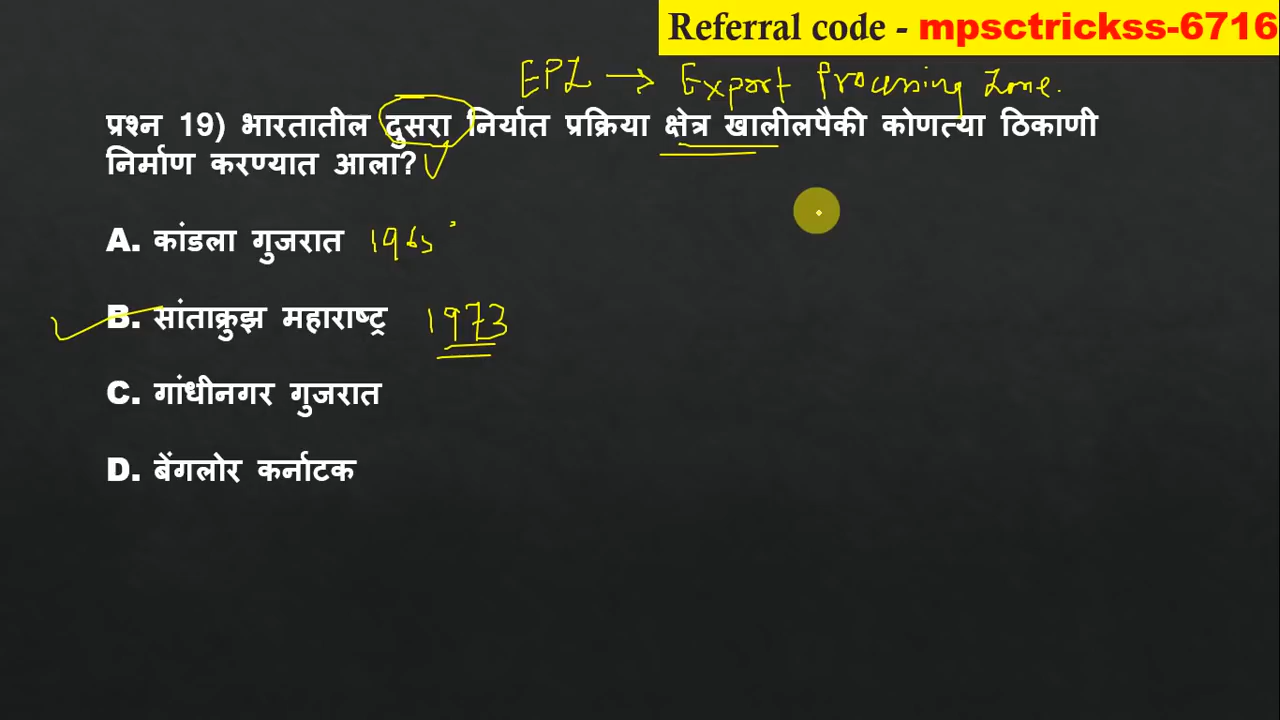 Referral code - mpsctrickss-6716
EPZ → Export Processing Zone.
प्रश्न 19) भारतातील दुसरा निर्यात प्रक्रिया क्षेत्र खालीलपैकी कोणत्या ठिकाणी
निर्माण करण्यात आला?
A. कांडला गुजरात 1965
B. सांताक्रुझ महाराष्ट्र 1973
C. गांधीनगर गुजरात
D. बेंगलोर कर्नाटक